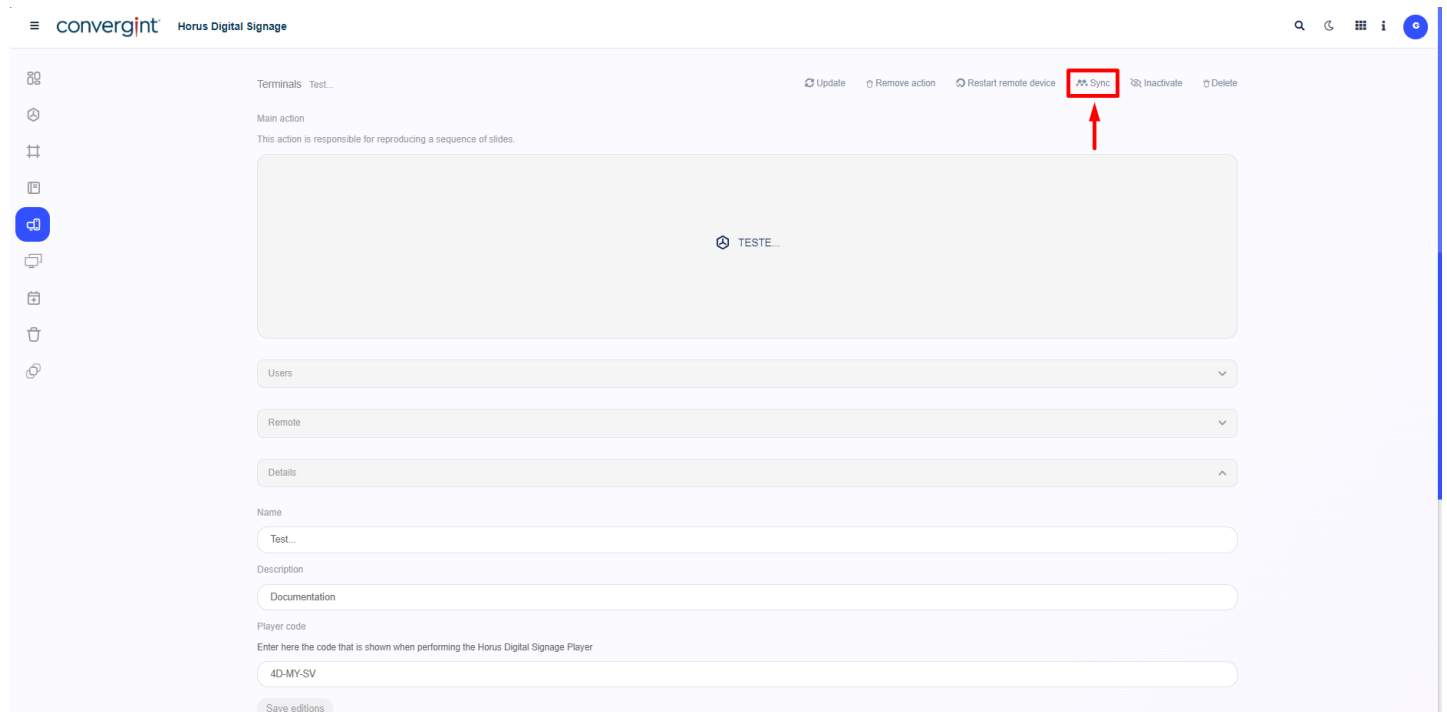 convergint Horus Digital Signage
G
Terminals Test... Update Remove action Restart remote device Sync Inactivate Delete
Main action
This action is responsible for reproducing a sequence of slides.
TESTE...
Users
Remote
Details
Name
Test...
Description
Documentation
Player code
Enter here the code that is shown when performing the Horus Digital Signage Player
4D-MY-SV
Save editions